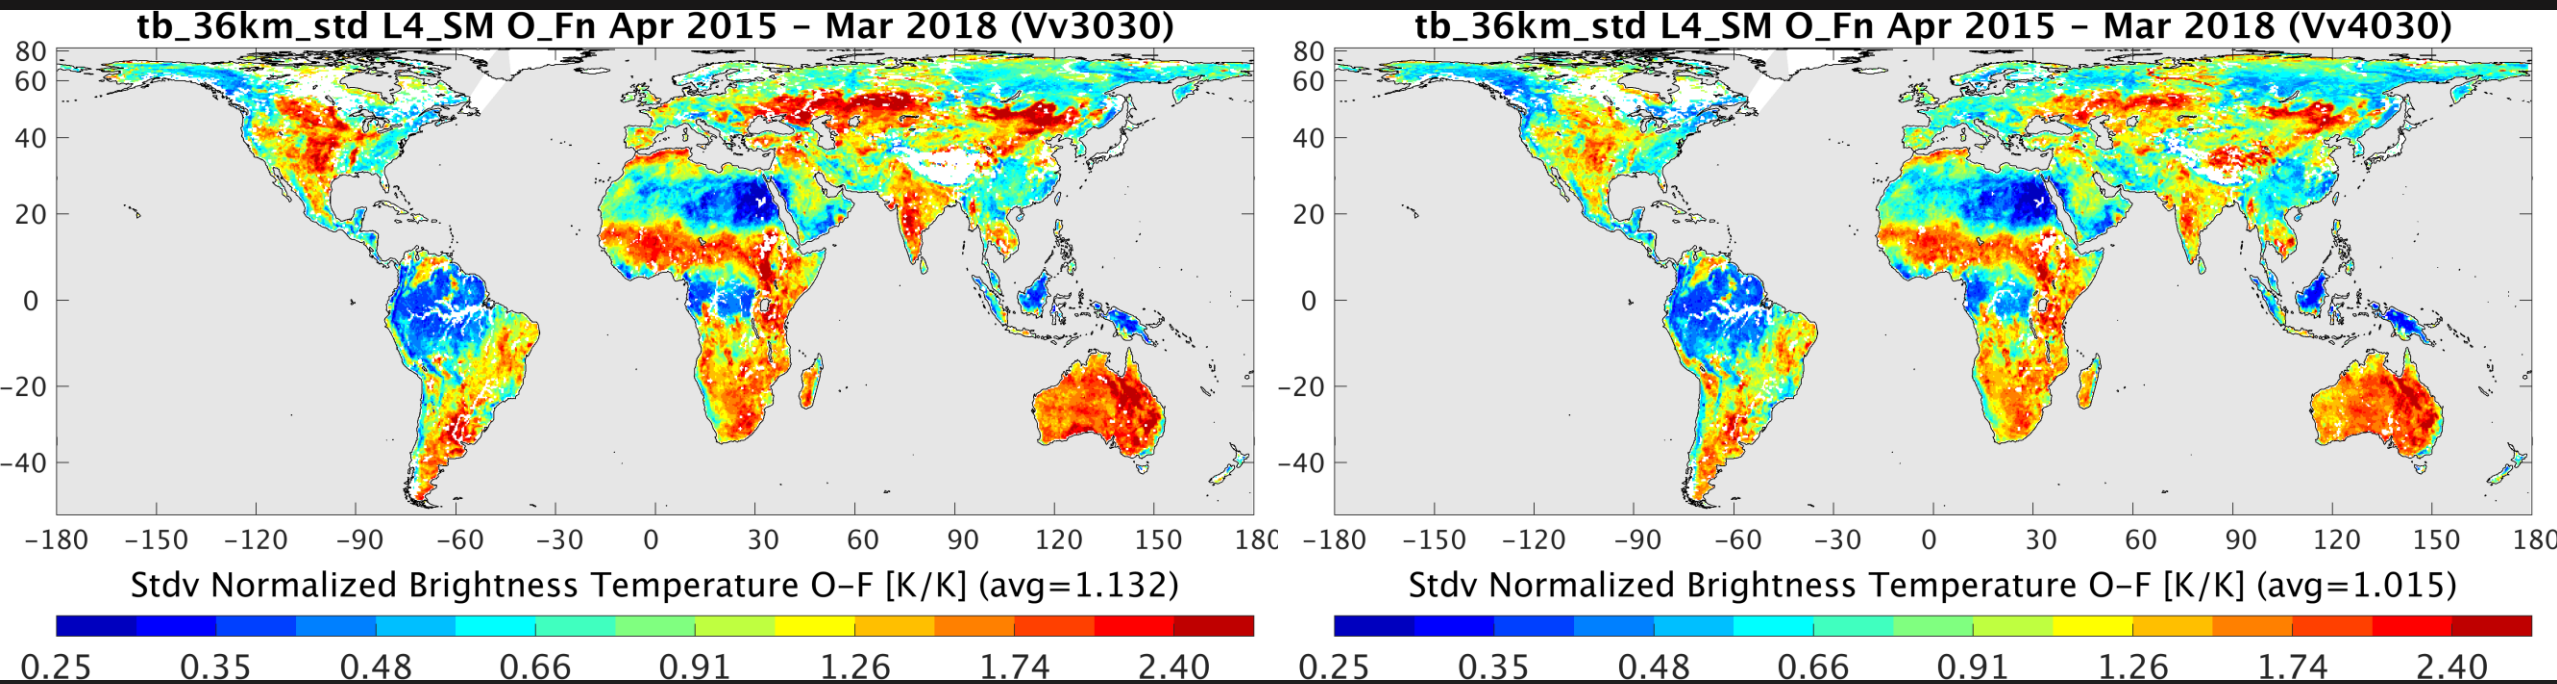 tb_36km_std L4_SM O_Fn Apr 2015 – Mar 2018 (Vv3030)
80
60
40
20
0
−20
−40
−180 −150 −120 −90 −60 −30 0 30 60 90 120 150 180
Stdv Normalized Brightness Temperature O−F [K/K] (avg=1.132)
0.25 0.35 0.48 0.66 0.91 1.26 1.74 2.40
tb_36km_std L4_SM O_Fn Apr 2015 – Mar 2018 (Vv4030)
80
60
40
20
0
−20
−40
−180 −150 −120 −90 −60 −30 0 30 60 90 120 150 180
Stdv Normalized Brightness Temperature O−F [K/K] (avg=1.015)
0.25 0.35 0.48 0.66 0.91 1.26 1.74 2.40